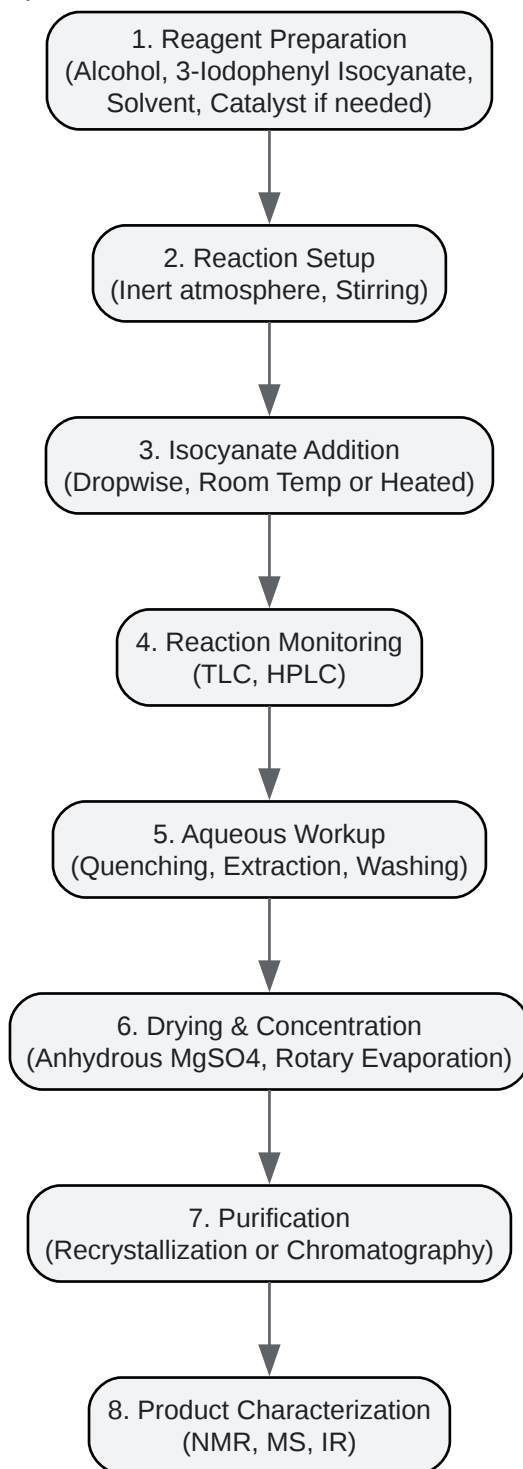 1. Reagent Preparation
(Alcohol, 3-Iodophenyl Isocyanate,
Solvent, Catalyst if needed)
2. Reaction Setup
(Inert atmosphere, Stirring)
3. Isocyanate Addition
(Dropwise, Room Temp or Heated)
4. Reaction Monitoring
(TLC, HPLC)
5. Aqueous Workup
(Quenching, Extraction, Washing)
6. Drying & Concentration
(Anhydrous MgSO4, Rotary Evaporation)
7. Purification
(Recrystallization or Chromatography)
8. Product Characterization
(NMR, MS, IR)